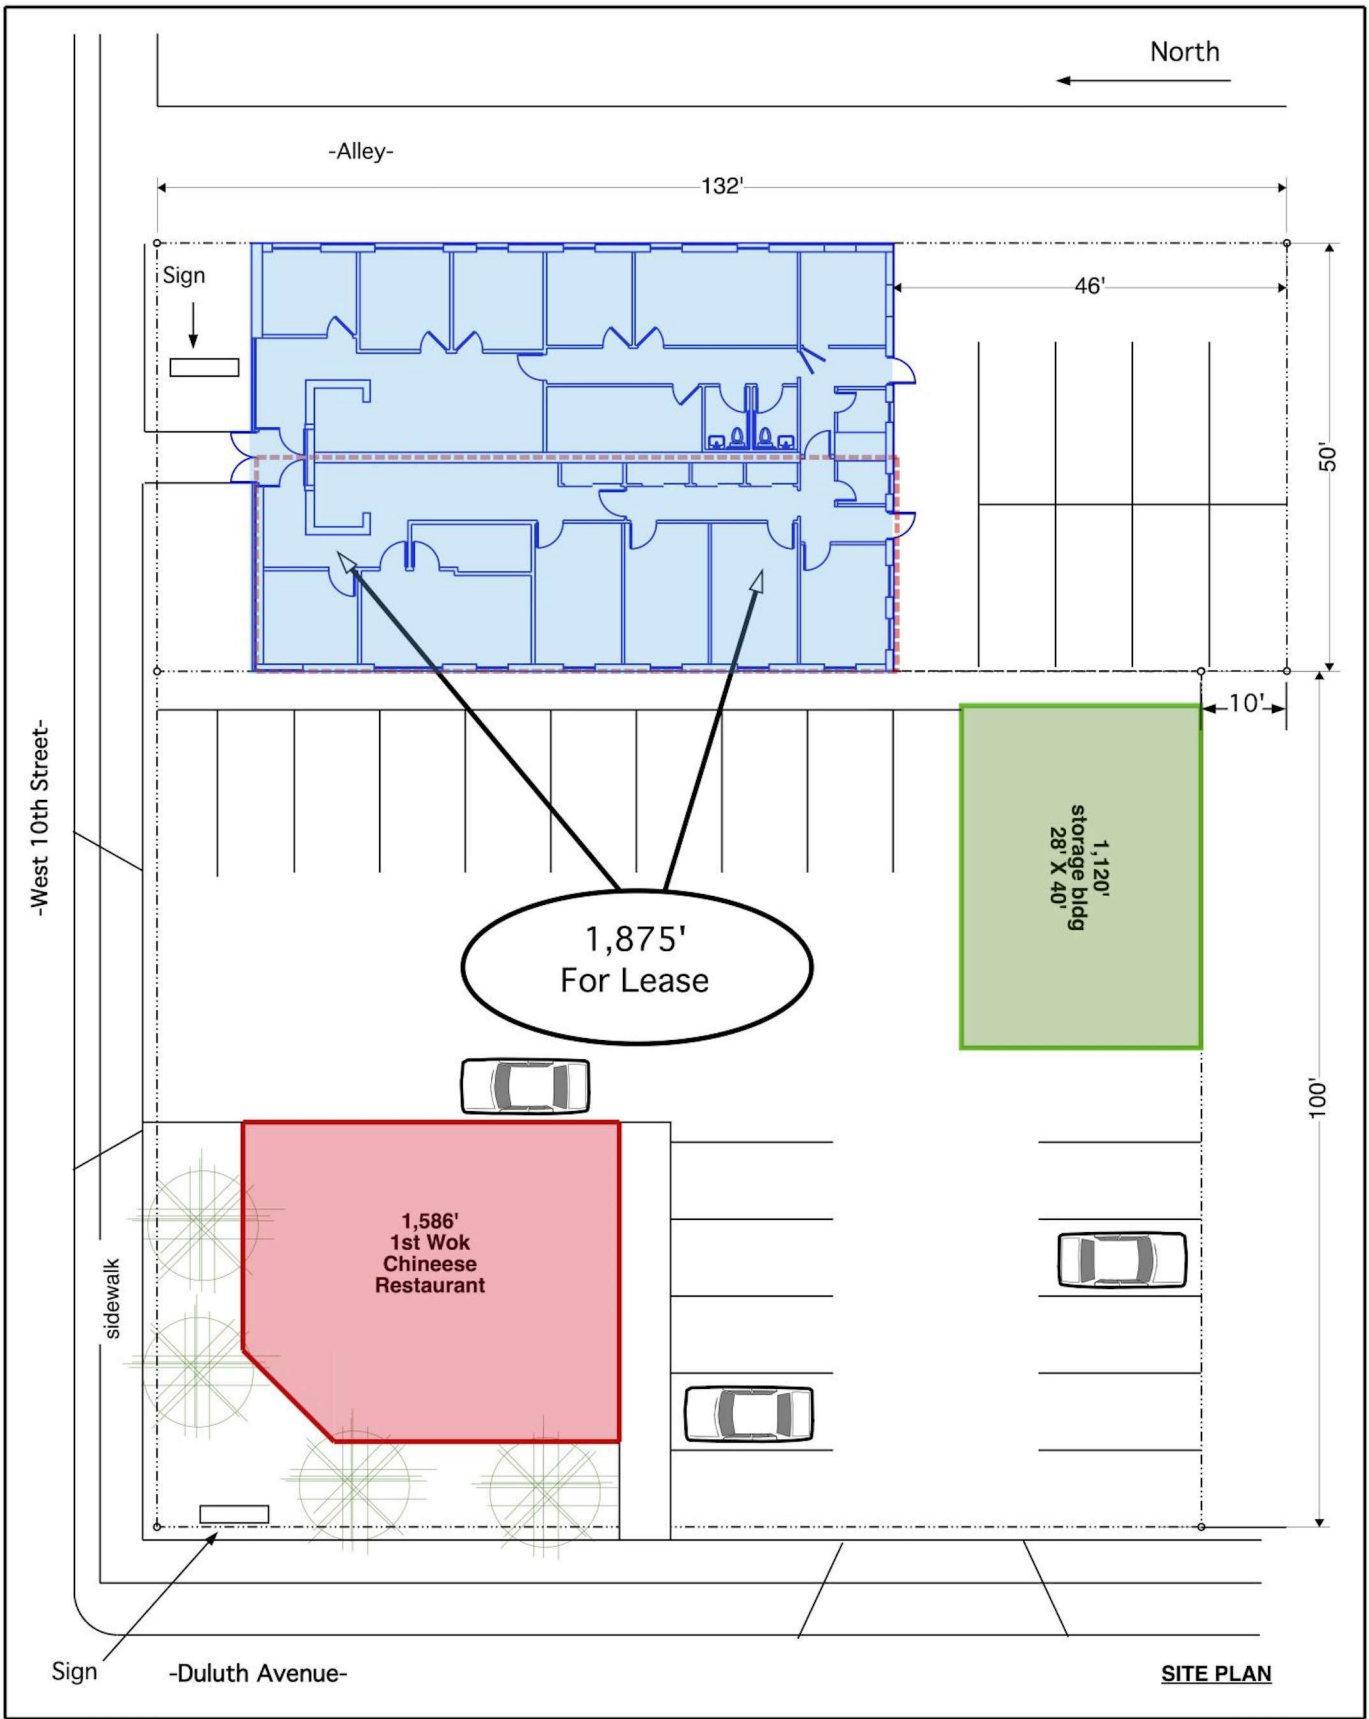 North
-Alley-
132'
Sign
46'
50'
10'
-West 10th Street-
1,120'
storage bldg
28' X 40'
1,875'
For Lease
100'
1,586'
1st Wok
Chineese
Restaurant
sidewalk
Sign
-Duluth Avenue-
SITE PLAN